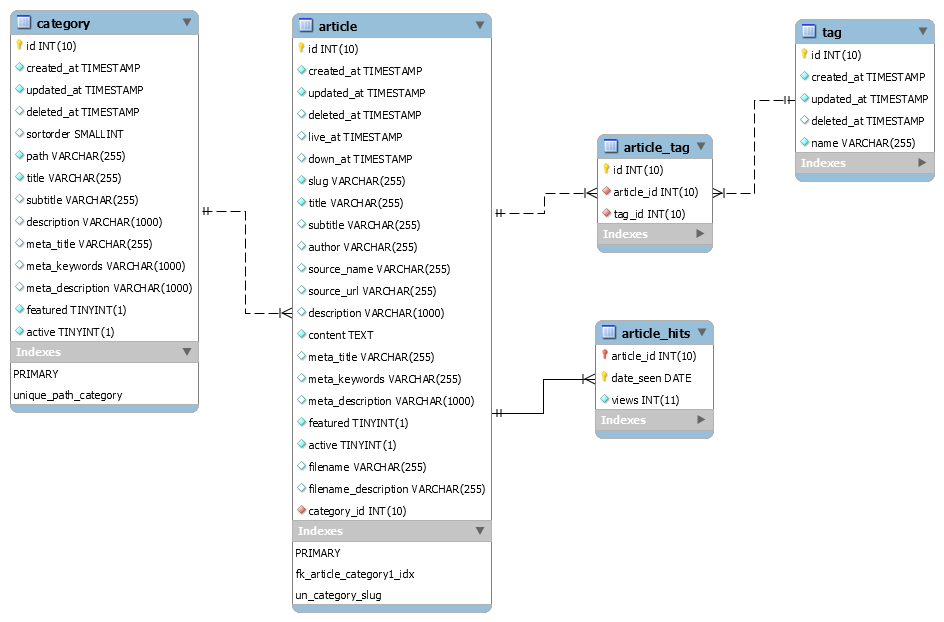 category
id INT(10)
created_at TIMESTAMP
updated_at TIMESTAMP
deleted_at TIMESTAMP
sortorder SMALLINT
path VARCHAR(255)
title VARCHAR(255)
subtitle VARCHAR(255)
description VARCHAR(1000)
meta_title VARCHAR(255)
meta_keywords VARCHAR(1000)
meta_description VARCHAR(1000)
featured TINYINT(1)
active TINYINT(1)
Indexes
PRIMARY
unique_path_category
article
id INT(10)
created_at TIMESTAMP
updated_at TIMESTAMP
deleted_at TIMESTAMP
live_at TIMESTAMP
down_at TIMESTAMP
slug VARCHAR(255)
title VARCHAR(255)
subtitle VARCHAR(255)
author VARCHAR(255)
source_name VARCHAR(255)
source_url VARCHAR(255)
description VARCHAR(1000)
content TEXT
meta_title VARCHAR(255)
meta_keywords VARCHAR(255)
meta_description VARCHAR(1000)
featured TINYINT(1)
active TINYINT(1)
filename VARCHAR(255)
filename_description VARCHAR(255)
category_id INT(10)
Indexes
PRIMARY
fk_article_category1_idx
un_category_slug
article_tag
id INT(10)
article_id INT(10)
tag_id INT(10)
Indexes
article_hits
article_id INT(10)
date_seen DATE
views INT(11)
Indexes
tag
id INT(10)
created_at TIMESTAMP
updated_at TIMESTAMP
deleted_at TIMESTAMP
name VARCHAR(255)
Indexes